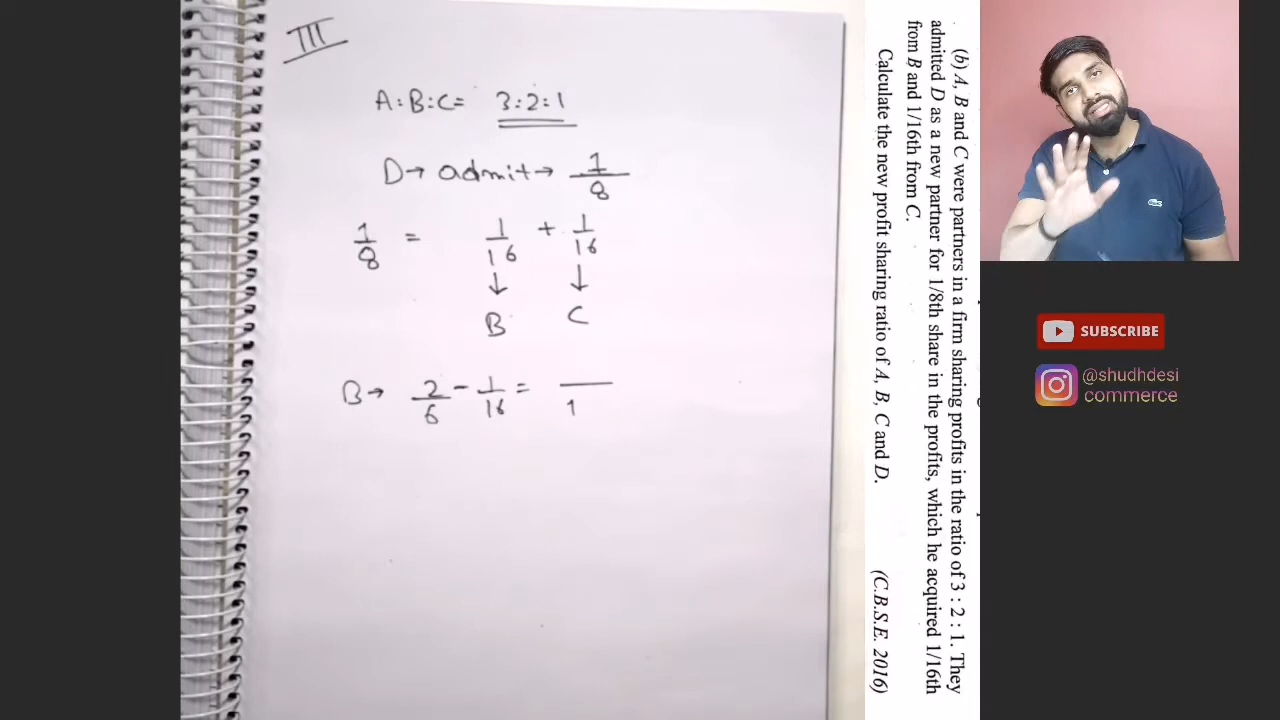 III
A:B:C= 3:2:1
D→ admit→ 1/8
1/8 = 1/16 + 1/16
↓ ↓
B C
B→ 2/6 - 1/16 = 1
(b) A, B and C were partners in a firm sharing profits in the ratio of 3 : 2 : 1. They
admitted D as a new partner for 1/8th share in the profits, which he acquired 1/16th
from B and 1/16th from C.
Calculate the new profit sharing ratio of A, B, C and D. (C.B.S.E. 2016)
SUBSCRIBE
@shudhdesi
commerce